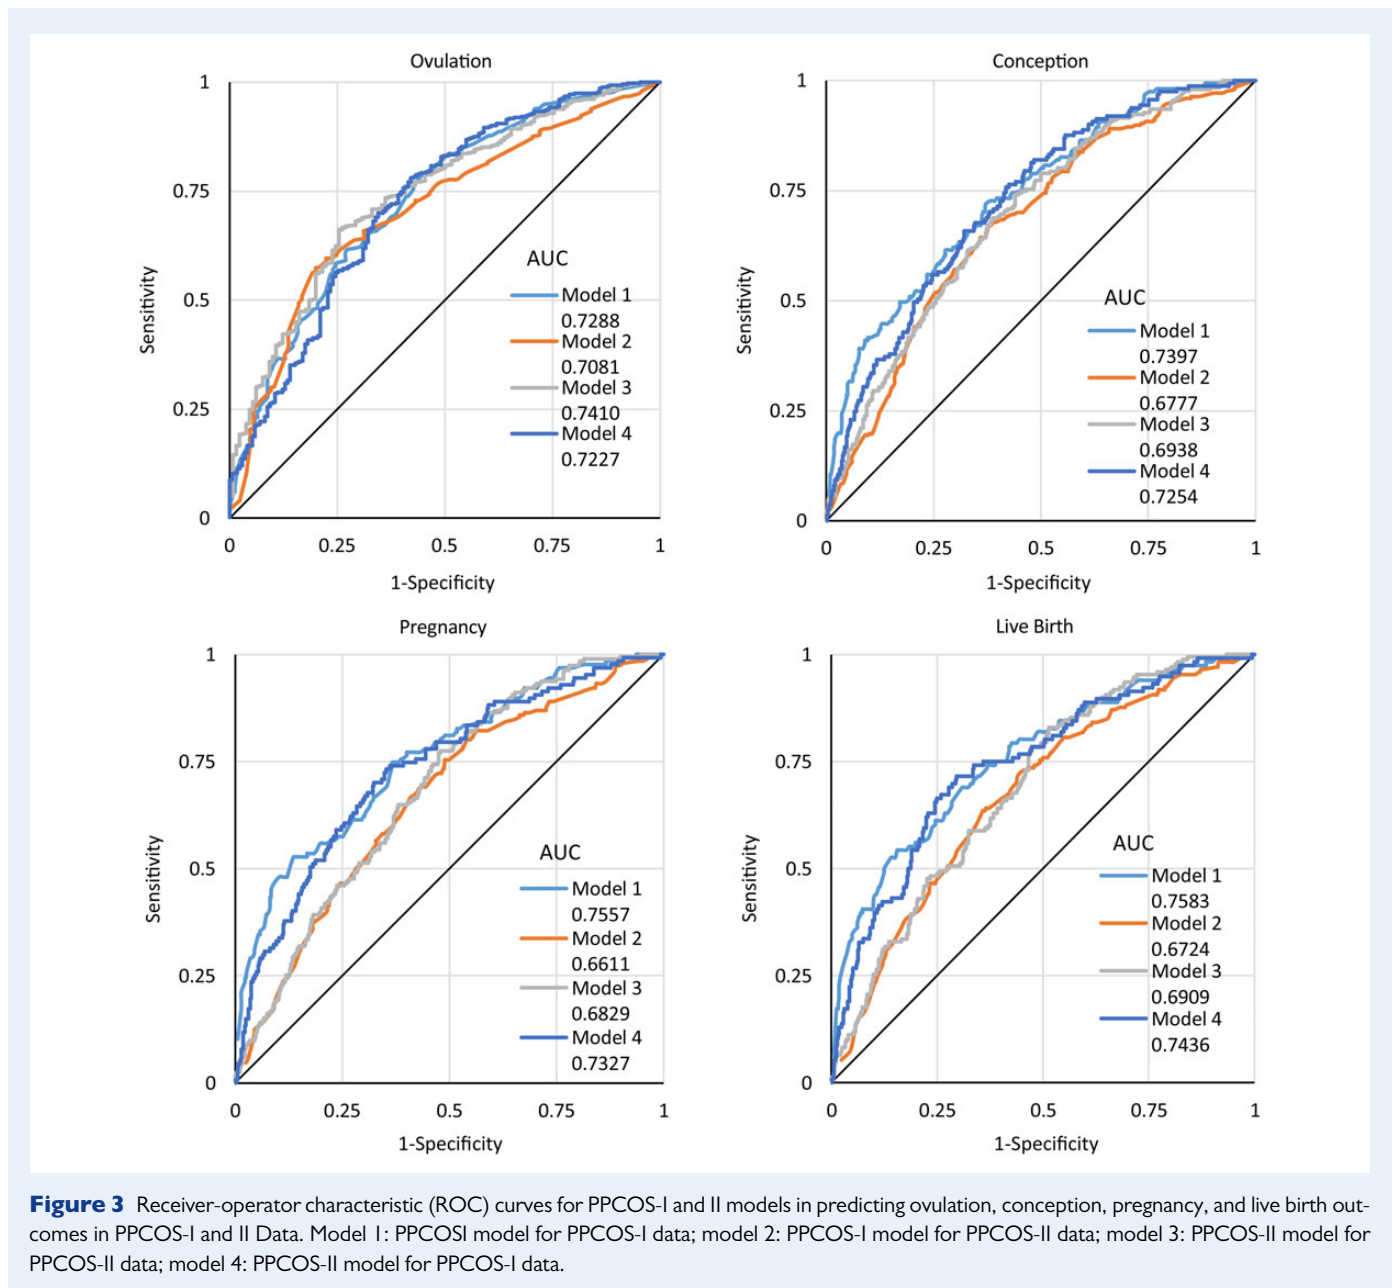 Ovulation
1
0.75
0.5
0.25
0
0 0.25 0.5 0.75 1
Sensitivity
1-Specificity
AUC
Model 1
0.7288
Model 2
0.7081
Model 3
0.7410
Model 4
0.7227
Conception
1
0.75
0.5
0.25
0
0 0.25 0.5 0.75 1
Sensitivity
1-Specificity
AUC
Model 1
0.7397
Model 2
0.6777
Model 3
0.6938
Model 4
0.7254
Pregnancy
1
0.75
0.5
0.25
0
0 0.25 0.5 0.75 1
Sensitivity
1-Specificity
AUC
Model 1
0.7557
Model 2
0.6611
Model 3
0.6829
Model 4
0.7327
Live Birth
1
0.75
0.5
0.25
0
0 0.25 0.5 0.75 1
Sensitivity
1-Specificity
AUC
Model 1
0.7583
Model 2
0.6724
Model 3
0.6909
Model 4
0.7436
Figure 3 Receiver-operator characteristic (ROC) curves for PPCOS-I and II models in predicting ovulation, conception, pregnancy, and live birth out-
comes in PPCOS-I and II Data. Model 1: PPCOSI model for PPCOS-I data; model 2: PPCOS-I model for PPCOS-II data; model 3: PPCOS-II model for
PPCOS-II data; model 4: PPCOS-II model for PPCOS-I data.